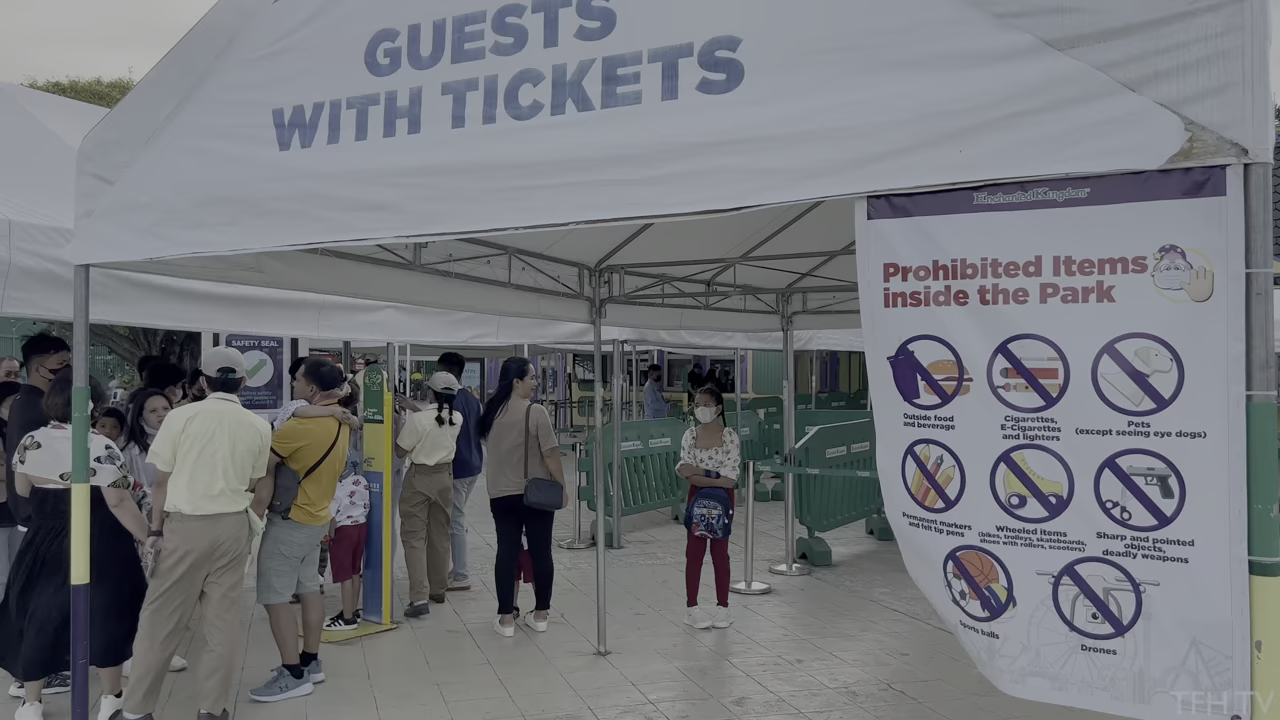 GUESTS
WITH TICKETS
Enchanted Kingdom
Prohibited Items
inside the Park
Outside food
and beverage
Cigarettes,
E-Cigarettes
and lighters
Pets
(except seeing eye dogs)
Permanent markers
and felt tip pens
Wheeled items
(bikes, trolleys, skateboards,
shoes with rollers, scooters)
Sharp and pointed
objects,
deadly weapons
Sports balls
Drones
SAFETY SEAL
TFH TV